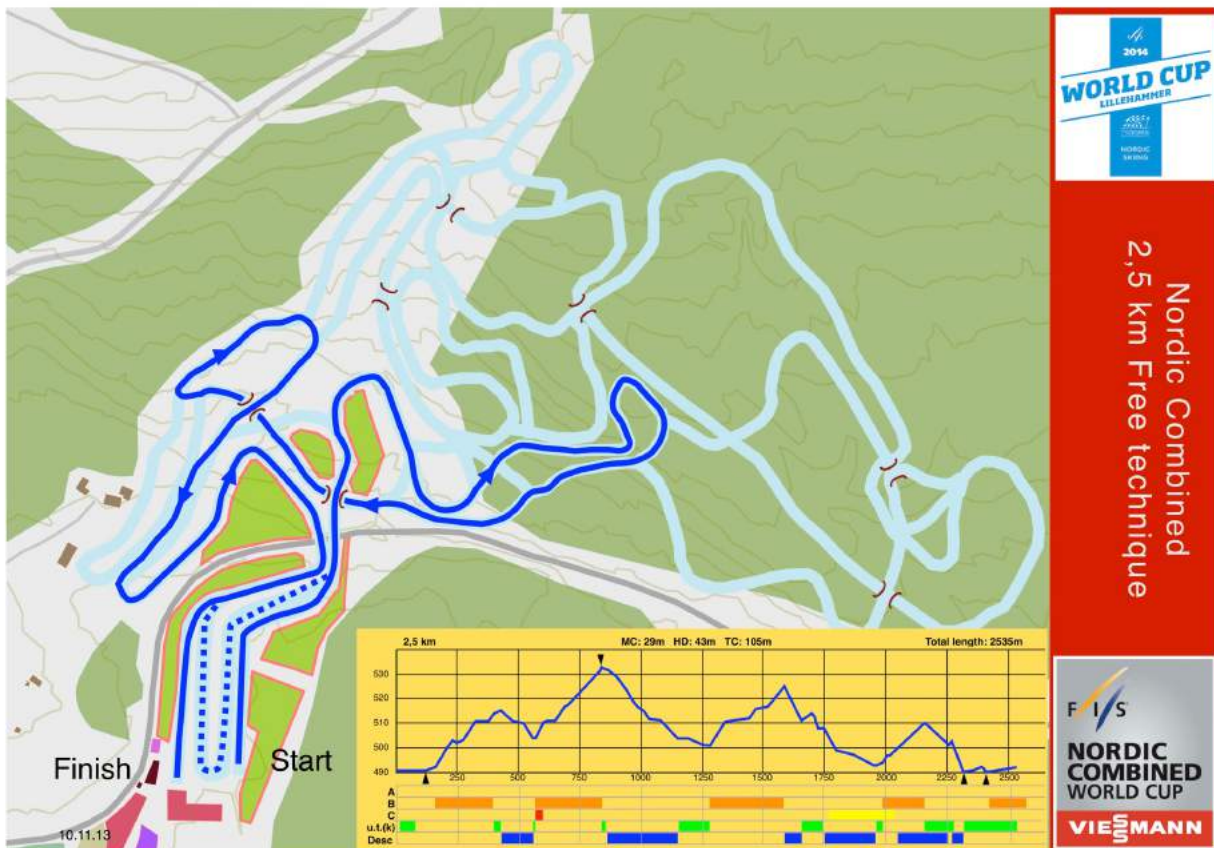 2014
WORLD CUP
LILLEHAMMER
NORDIC
SKIING
Nordic Combined
2,5 km Free technique
Finish
Start
10.11.13
2,5 km MC: 29m HD: 43m TC: 105m Total length: 2535m
530
520
510
500
490
250 500 750 1000 1250 1500 1750 2000 2250 2500
A
B
C
u.t.(k)
Desc
F I S
NORDIC
COMBINED
WORLD CUP
VIESSMANN